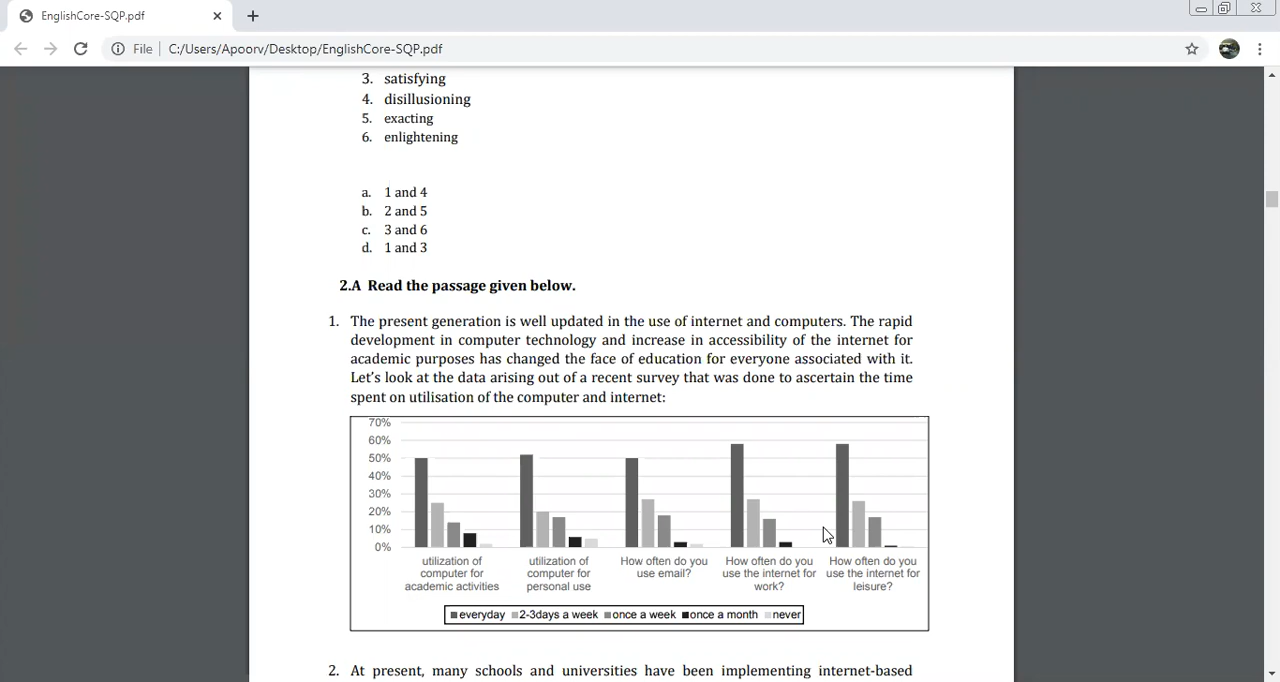 EnglishCore-SQP.pdf
File C:/Users/Apoorv/Desktop/EnglishCore-SQP.pdf
3. satisfying
4. disillusioning
5. exacting
6. enlightening
a. 1 and 4
b. 2 and 5
c. 3 and 6
d. 1 and 3
2.A Read the passage given below.
1. The present generation is well updated in the use of internet and computers. The rapid
development in computer technology and increase in accessibility of the internet for
academic purposes has changed the face of education for everyone associated with it.
Let’s look at the data arising out of a recent survey that was done to ascertain the time
spent on utilisation of the computer and internet:
70%
60%
50%
40%
30%
20%
10%
0%
utilization of
computer for
academic activities
utilization of
computer for
personal use
How often do you
use email?
How often do you
use the internet for
work?
How often do you
use the internet for
leisure?
everyday 2-3days a week once a week once a month never
2. At present, many schools and universities have been implementing internet-based